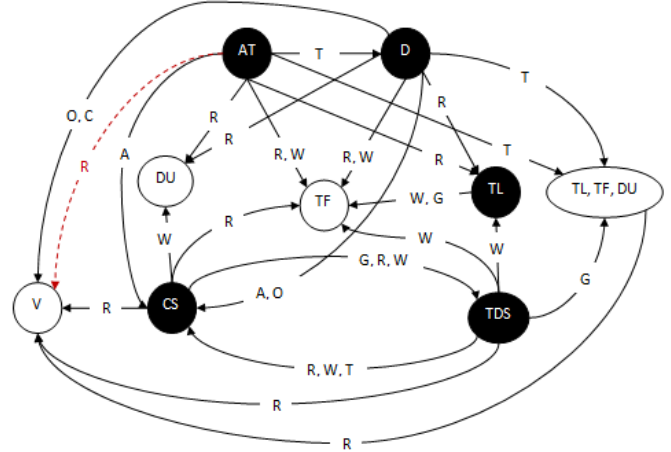 AT
T
D
T
O, C
R
R
R
A
R, W
R, W
R
T
R
DU
TF
W, G
TL
TL, TF, DU
W
R
W
W
G, R, W
G
A, O
V
R
CS
TDS
R, W, T
R
R